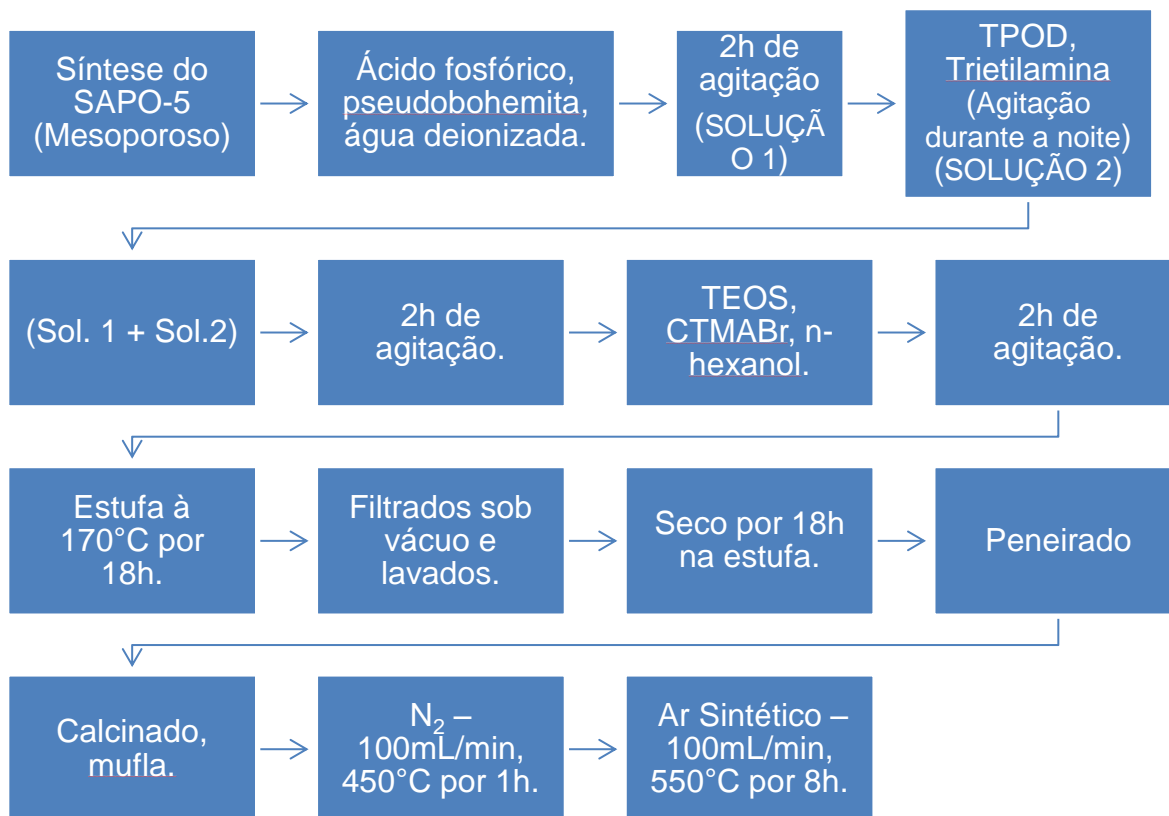 Síntese do
SAPO-5
(Mesoporoso)
Ácido fosfórico,
pseudobohemita,
água deionizada.
2h de
agitação
(SOLUÇÃ
O 1)
TPOD,
Trietilamina
(Agitação
durante a noite)
(SOLUÇÃO 2)
(Sol. 1 + Sol.2)
2h de
agitação.
TEOS,
CTMABr, n-
hexanol.
2h de
agitação.
Estufa à
170°C por
18h.
Filtrados sob
vácuo e
lavados.
Seco por 18h
na estufa.
Peneirado
Calcinado,
mufla.
N₂ –
100mL/min,
450°C por 1h.
Ar Sintético –
100mL/min,
550°C por 8h.